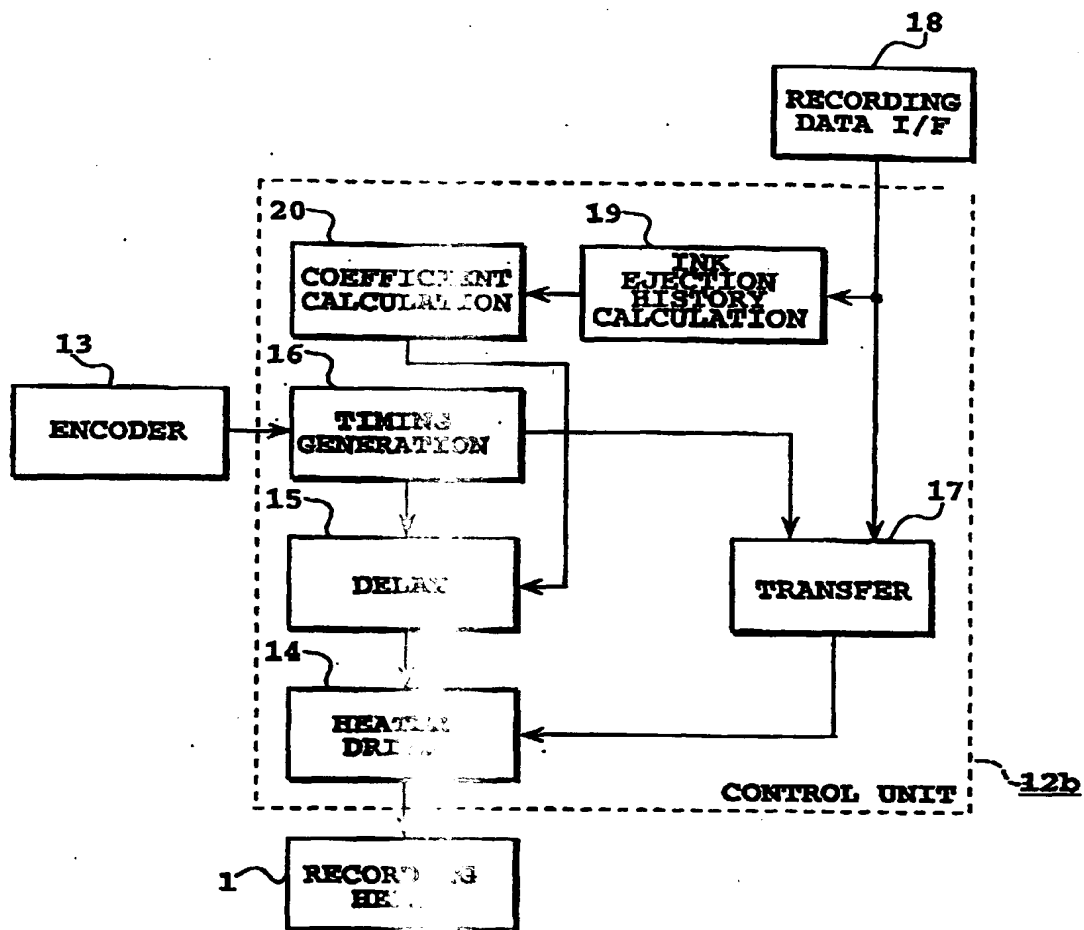 18
RECORDING
DATA I/F
20
COEFFICIENT
CALCULATION
19
INK
EJECTION
HISTORY
CALCULATION
13
ENCODER
16
TIMING
GENERATION
15
DELAY
17
TRANSFER
14
HEATER
CONTROL UNIT
12b
1
RECORDING